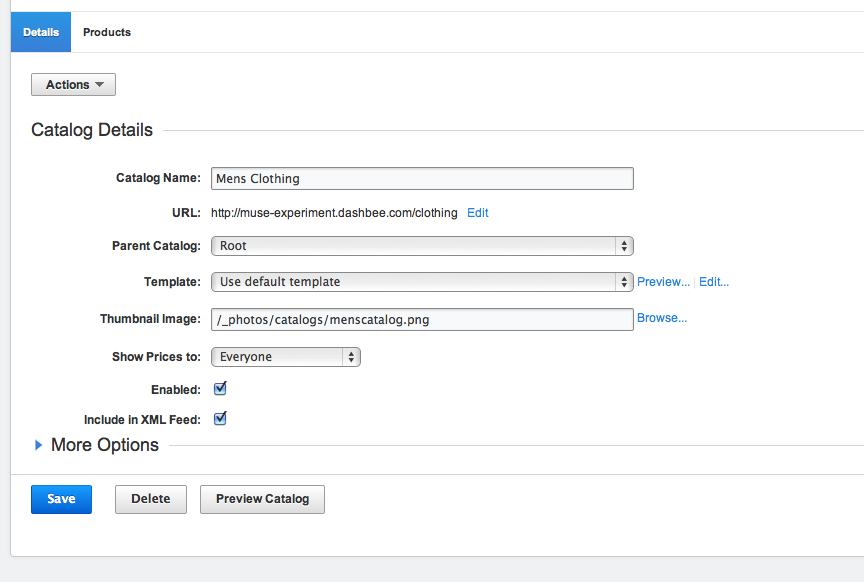 Details Products
Actions
Catalog Details
Catalog Name: Mens Clothing
URL: http://muse-experiment.dashbee.com/clothing Edit
Parent Catalog: Root
Template: Use default template Preview... | Edit...
Thumbnail Image: /_photos/catalogs/menscatalog.png Browse...
Show Prices to: Everyone
Enabled:
Include in XML Feed:
More Options
Save Delete Preview Catalog